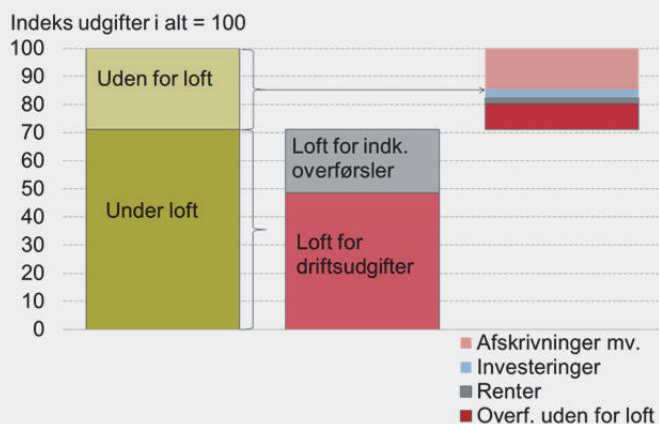 Indeks udgifter i alt = 100
100
90
80
70
60
50
40
30
20
10
0
Uden for loft
Under loft
Loft for indk.
overførsler
Loft for
driftsudgifter
Afskrivninger mv.
Investeringer
Renter
Overf. uden for loft